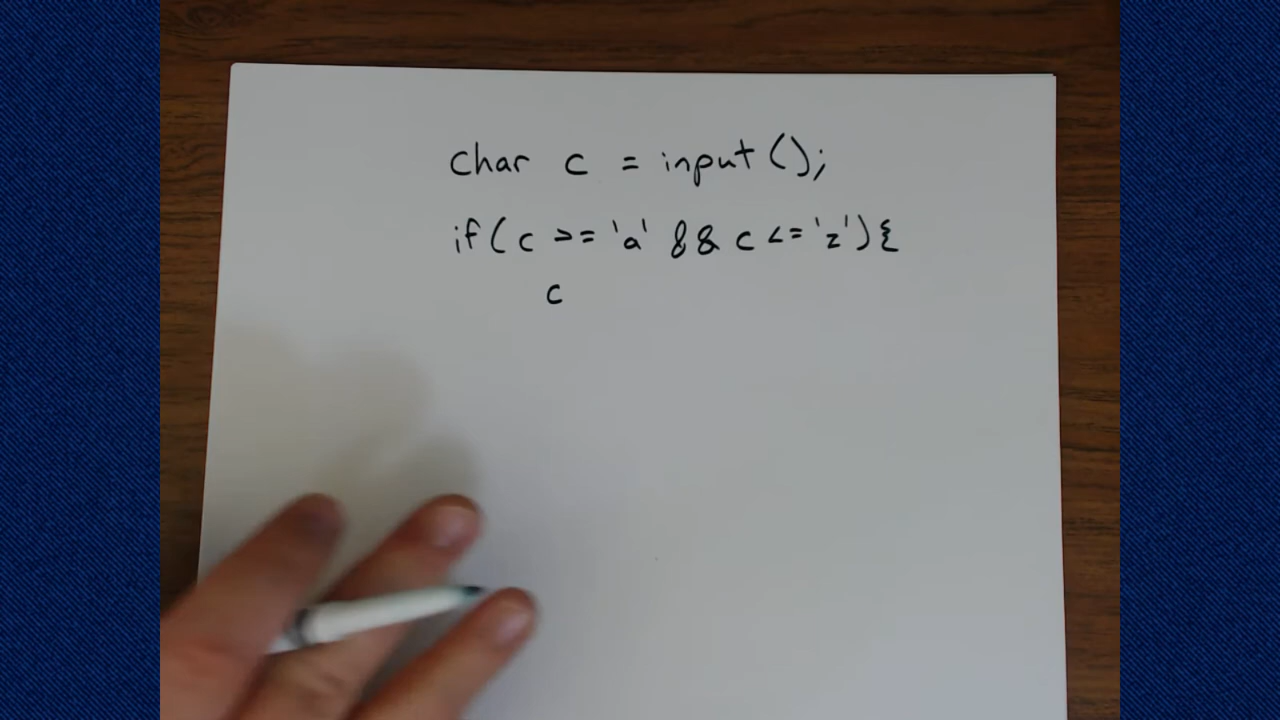 char c = input();
if(c >= 'a' && c <= 'z'){
c